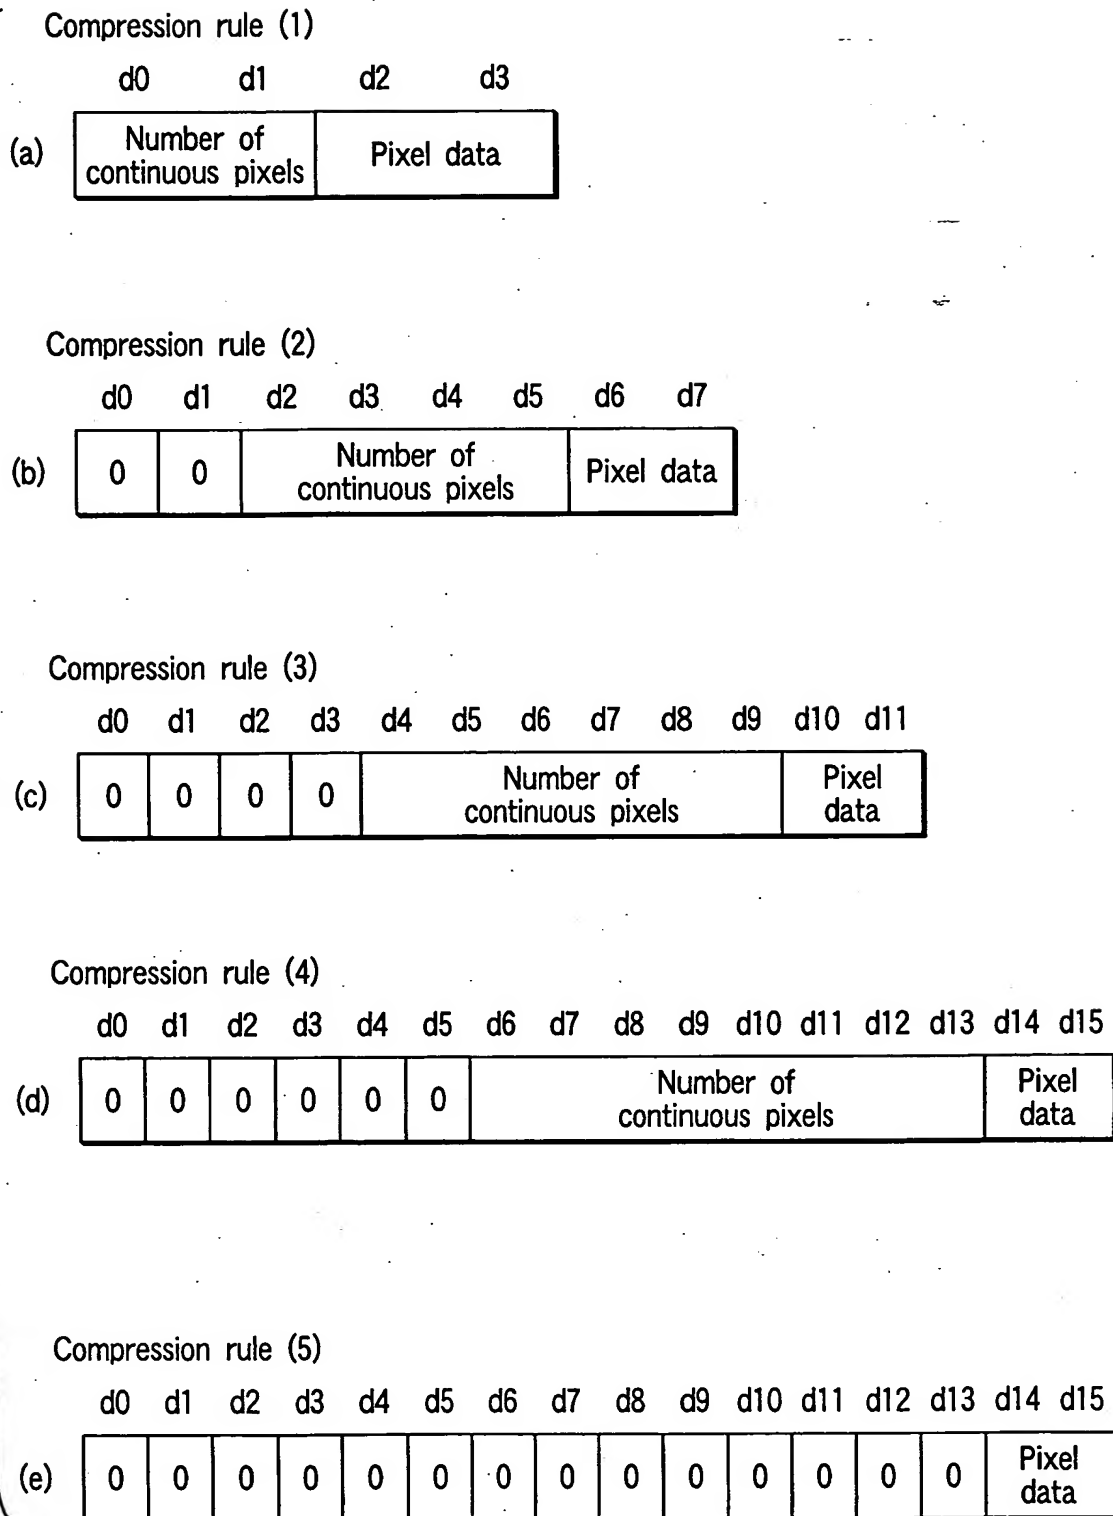 Compression rule (1)
d0 d1 d2 d3
(a) Number of continuous pixels Pixel data
Compression rule (2)
d0 d1 d2 d3 d4 d5 d6 d7
(b) 0 0 Number of continuous pixels Pixel data
Compression rule (3)
d0 d1 d2 d3 d4 d5 d6 d7 d8 d9 d10 d11
(c) 0 0 0 0 Number of continuous pixels Pixel data
Compression rule (4)
d0 d1 d2 d3 d4 d5 d6 d7 d8 d9 d10 d11 d12 d13 d14 d15
(d) 0 0 0 0 0 0 Number of continuous pixels Pixel data
Compression rule (5)
d0 d1 d2 d3 d4 d5 d6 d7 d8 d9 d10 d11 d12 d13 d14 d15
(e) 0 0 0 0 0 0 0 0 0 0 0 0 0 0 Pixel data